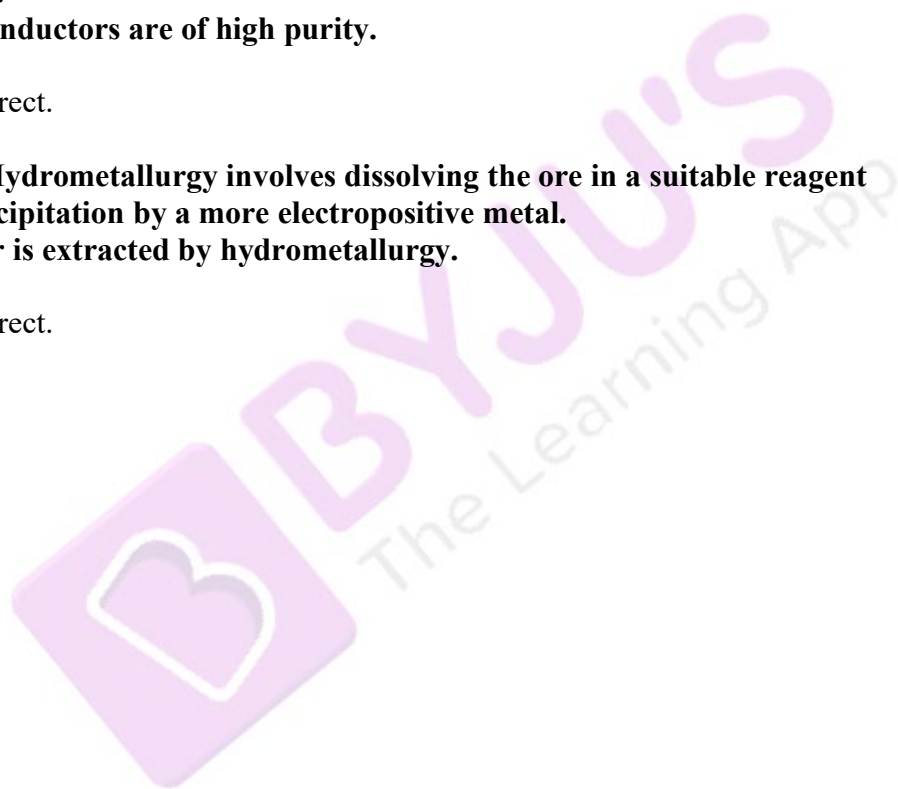 nductors are of high purity.
rect.
ydrometallurgy involves dissolving the ore in a suitable reagent
cipitation by a more electropositive metal.
r is extracted by hydrometallurgy.
rect.
BYJU'S
The Learning App